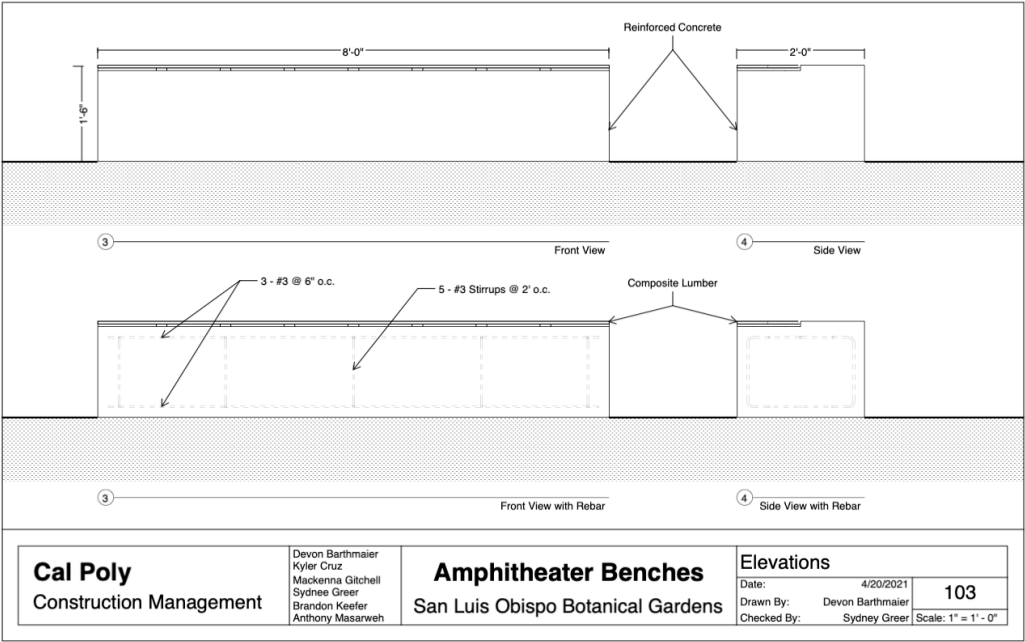 Reinforced Concrete
8'-0"
2'-0"
1'-6"
3
Front View
4
Side View
3 - #3 @ 6" o.c.
5 - #3 Stirrups @ 2' o.c.
Composite Lumber
3
Front View with Rebar
4
Side View with Rebar
Cal Poly
Construction Management
Devon Barthmaier
Kyler Cruz
Mackenna Gitchell
Sydnee Greer
Brandon Keefer
Anthony Masarweh
Amphitheater Benches
San Luis Obispo Botanical Gardens
Elevations
Date: 4/20/2021
Drawn By: Devon Barthmaier
Checked By: Sydney Greer
103
Scale: 1" = 1' - 0"